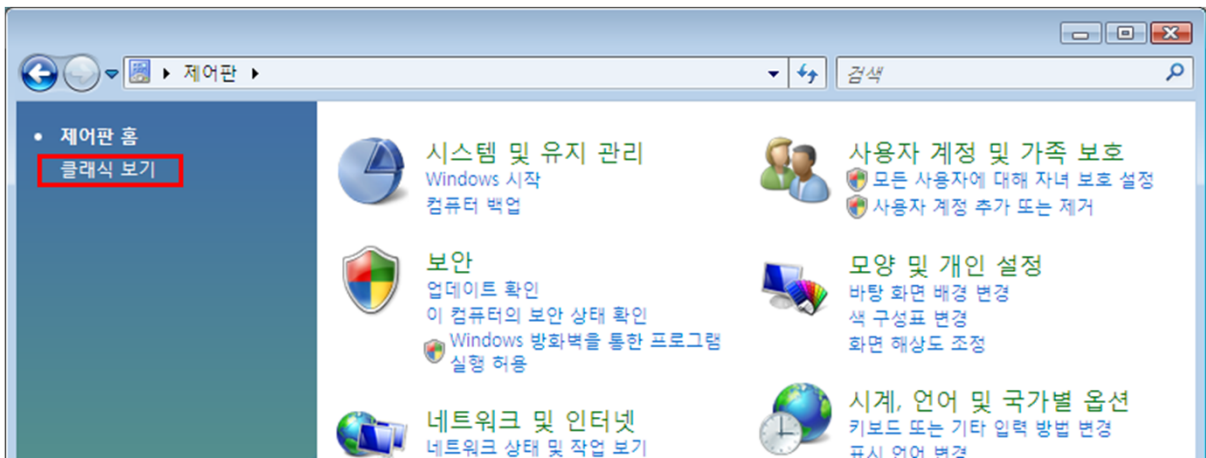 제어판
검색
제어판 홈
클래식 보기
시스템 및 유지 관리
Windows 시작
컴퓨터 백업
보안
업데이트 확인
이 컴퓨터의 보안 상태 확인
Windows 방화벽을 통한 프로그램
실행 허용
네트워크 및 인터넷
네트워크 상태 및 작업 보기
사용자 계정 및 가족 보호
모든 사용자에 대해 자녀 보호 설정
사용자 계정 추가 또는 제거
모양 및 개인 설정
바탕 화면 배경 변경
색 구성표 변경
화면 해상도 조정
시계, 언어 및 국가별 옵션
키보드 또는 기타 입력 방법 변경
표시 언어 변경